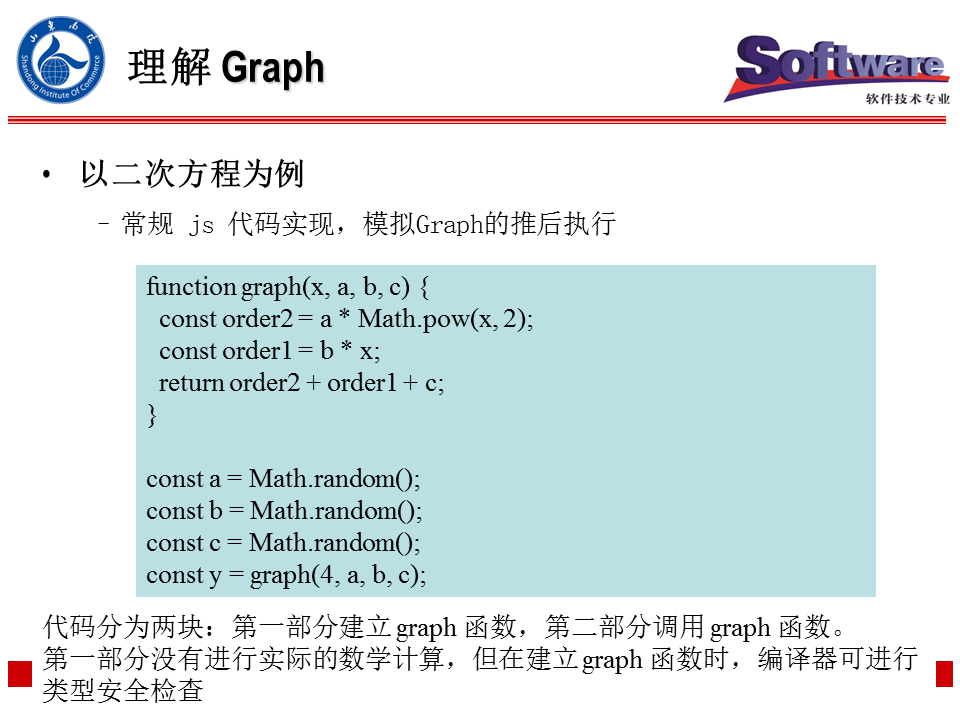 山东商院
Shandong Institute Of Commerce
理解 Graph
Software
软件技术专业
• 以二次方程为例
– 常规 js 代码实现，模拟Graph的推后执行
function graph(x, a, b, c) {
  const order2 = a * Math.pow(x, 2);
  const order1 = b * x;
  return order2 + order1 + c;
}
const a = Math.random();
const b = Math.random();
const c = Math.random();
const y = graph(4, a, b, c);
代码分为两块：第一部分建立 graph 函数，第二部分调用 graph 函数。
第一部分没有进行实际的数学计算，但在建立graph 函数时，编译器可进行
类型安全检查